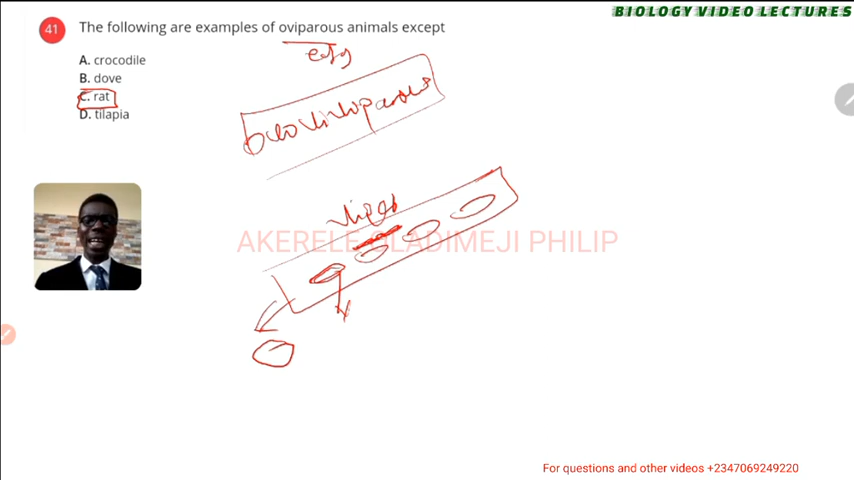 BIOLOGY VIDEO LECTURES
41 The following are examples of oviparous animals except
A. crocodile
B. dove
C. rat
D. tilapia
AKERELE OLADIMEJI PHILIP
For questions and other videos +2347069249220